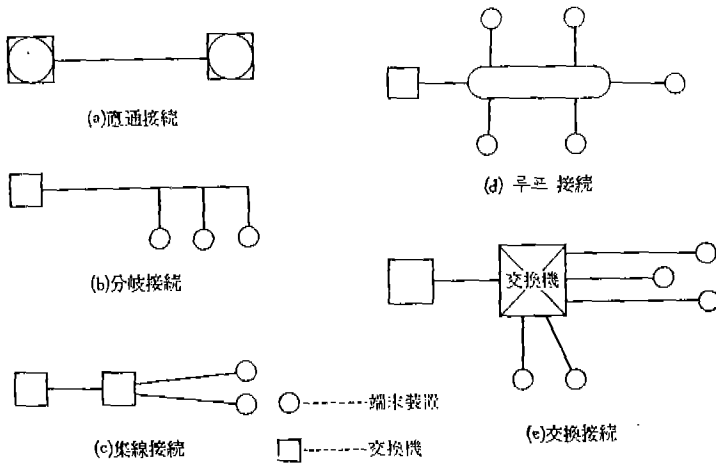 (a)直通接続
(b)分岐接続
(c)集線接続
(d) 루프 接続
交換機
(e)交換接続
端末装置
交換機